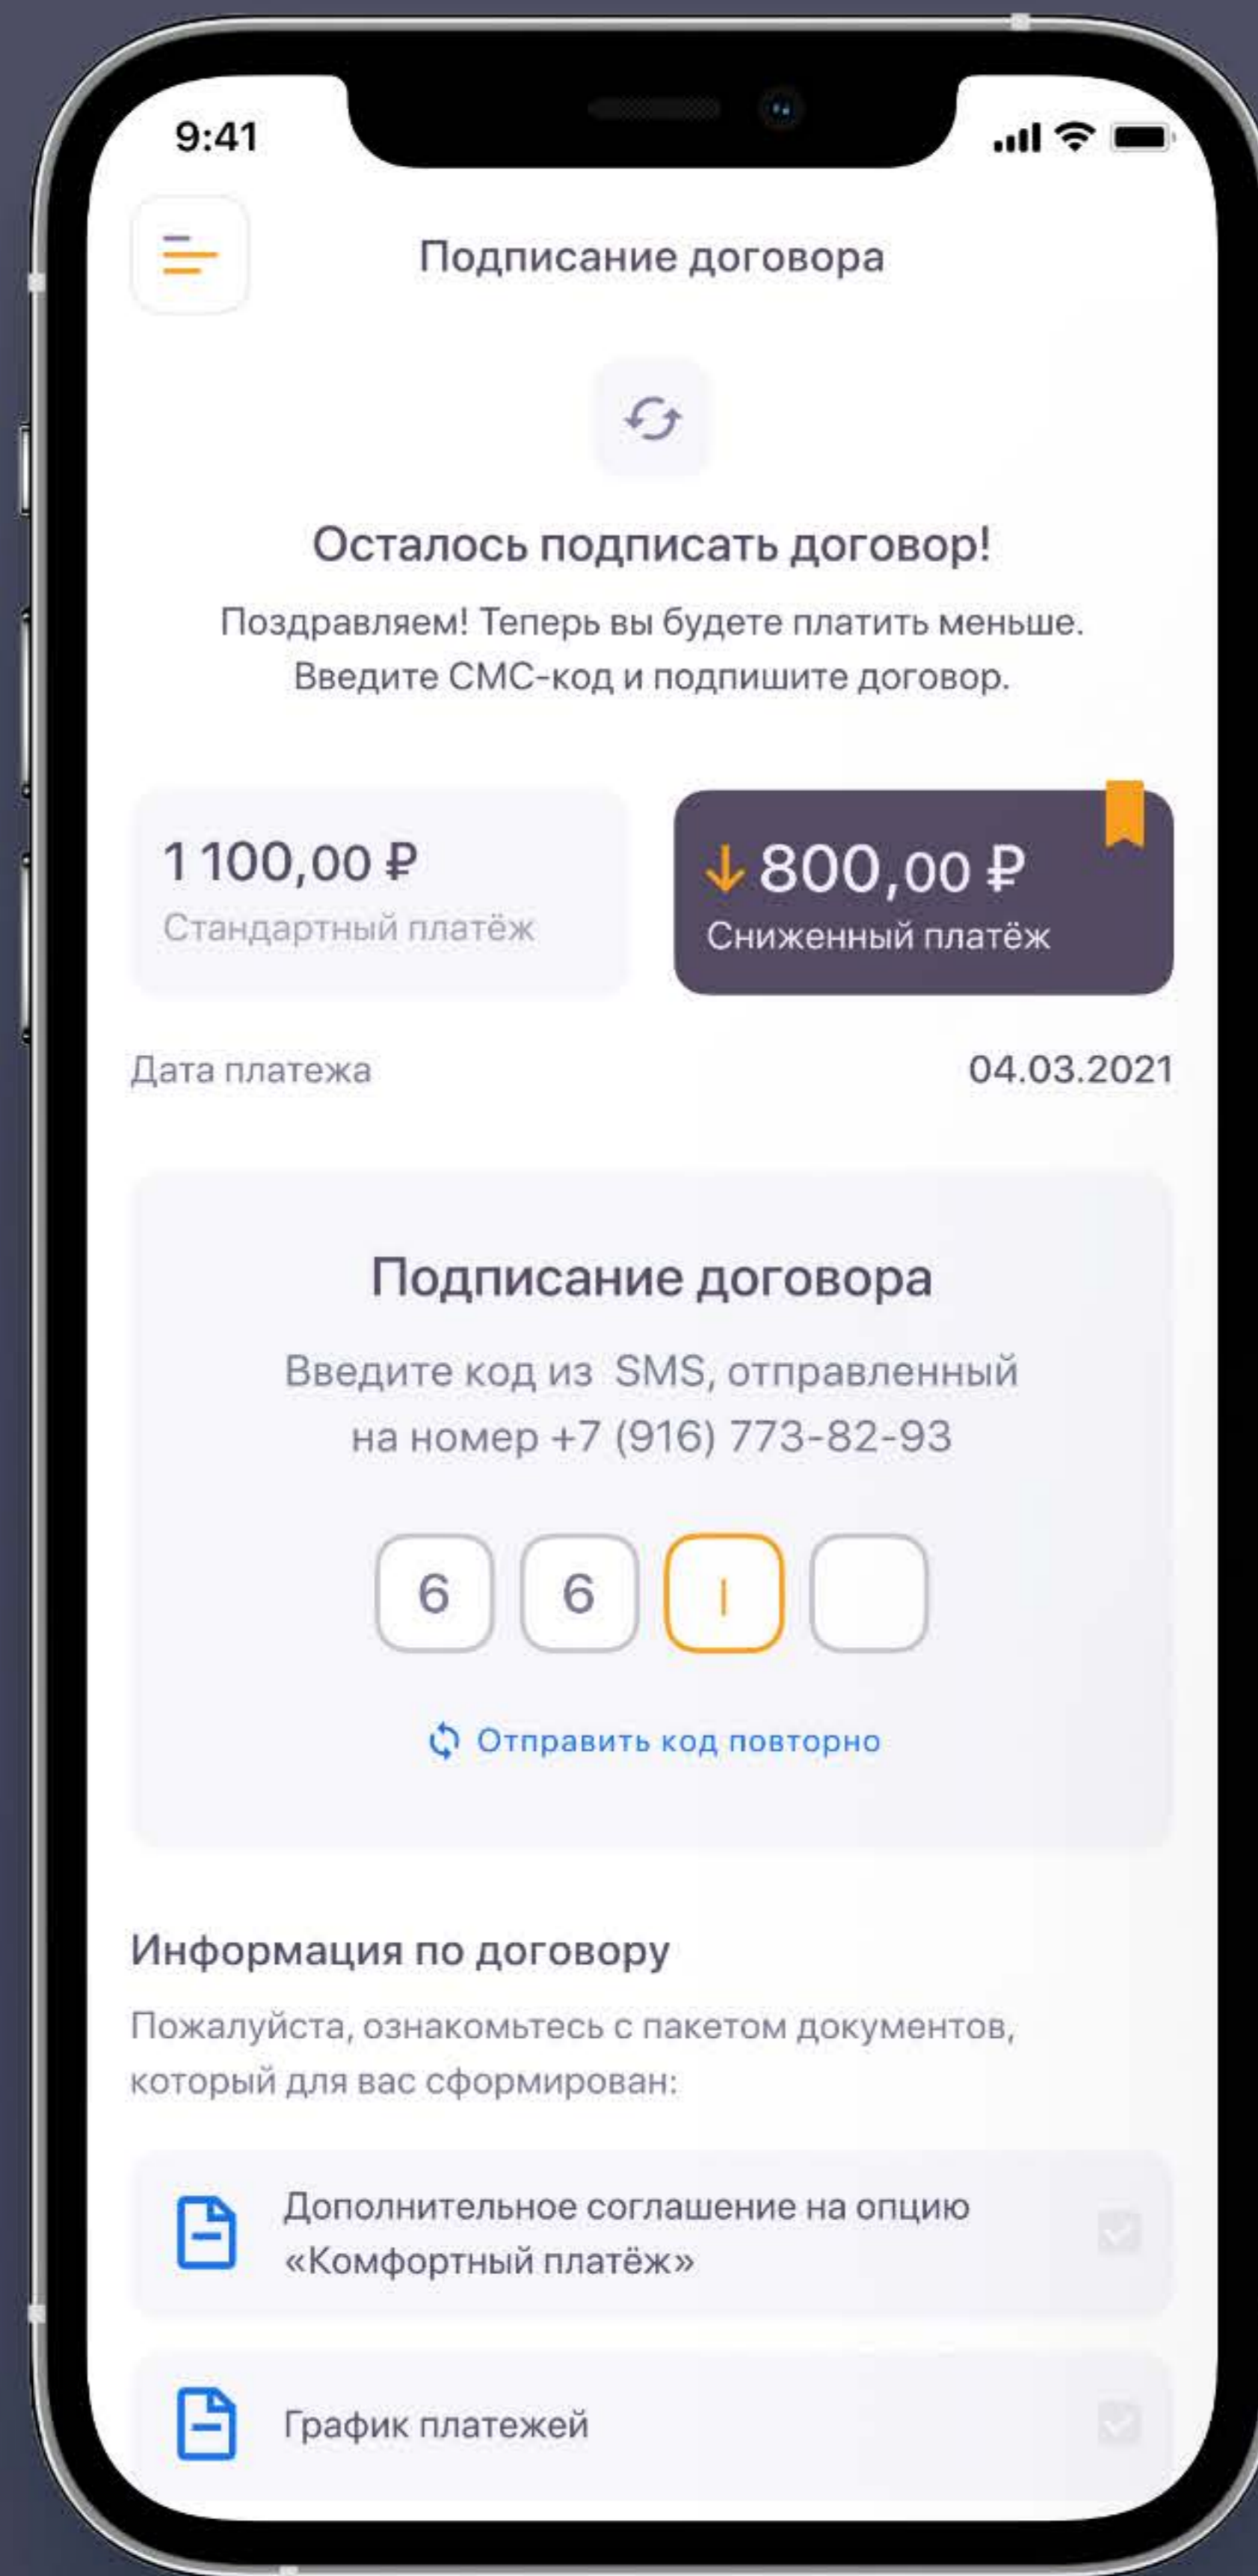 9:41
Подписание договора
Осталось подписать договор!
Поздравляем! Теперь вы будете платить меньше.
Введите СМС-код и подпишите договор.
1 100,00 ₽
Стандартный платёж
800,00 ₽
Сниженный платёж
Дата платежа 04.03.2021
Подписание договора
Введите код из SMS, отправленный
на номер +7 (916) 773-82-93
6 6
Отправить код повторно
Информация по договору
Пожалуйста, ознакомьтесь с пакетом документов,
который для вас сформирован:
Дополнительное соглашение на опцию
«Комфортный платёж»
График платежей